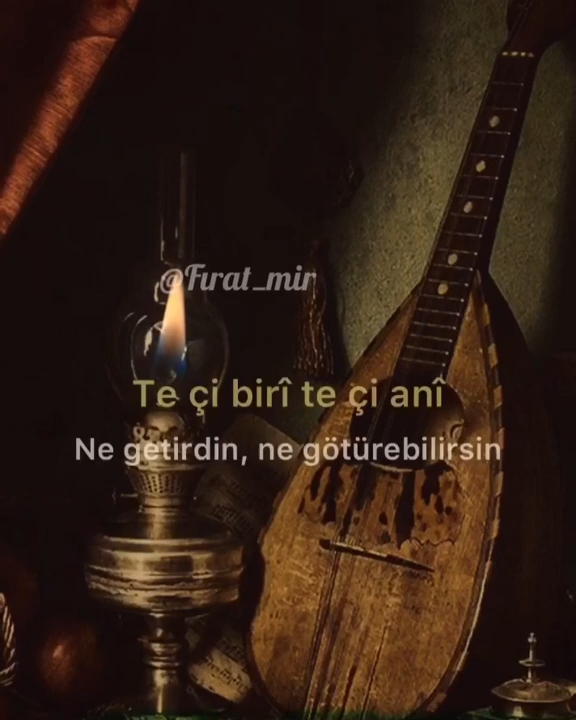 @Fırat_mir
Te çi birî te çi anî
Ne getirdin, ne götürebilirsin